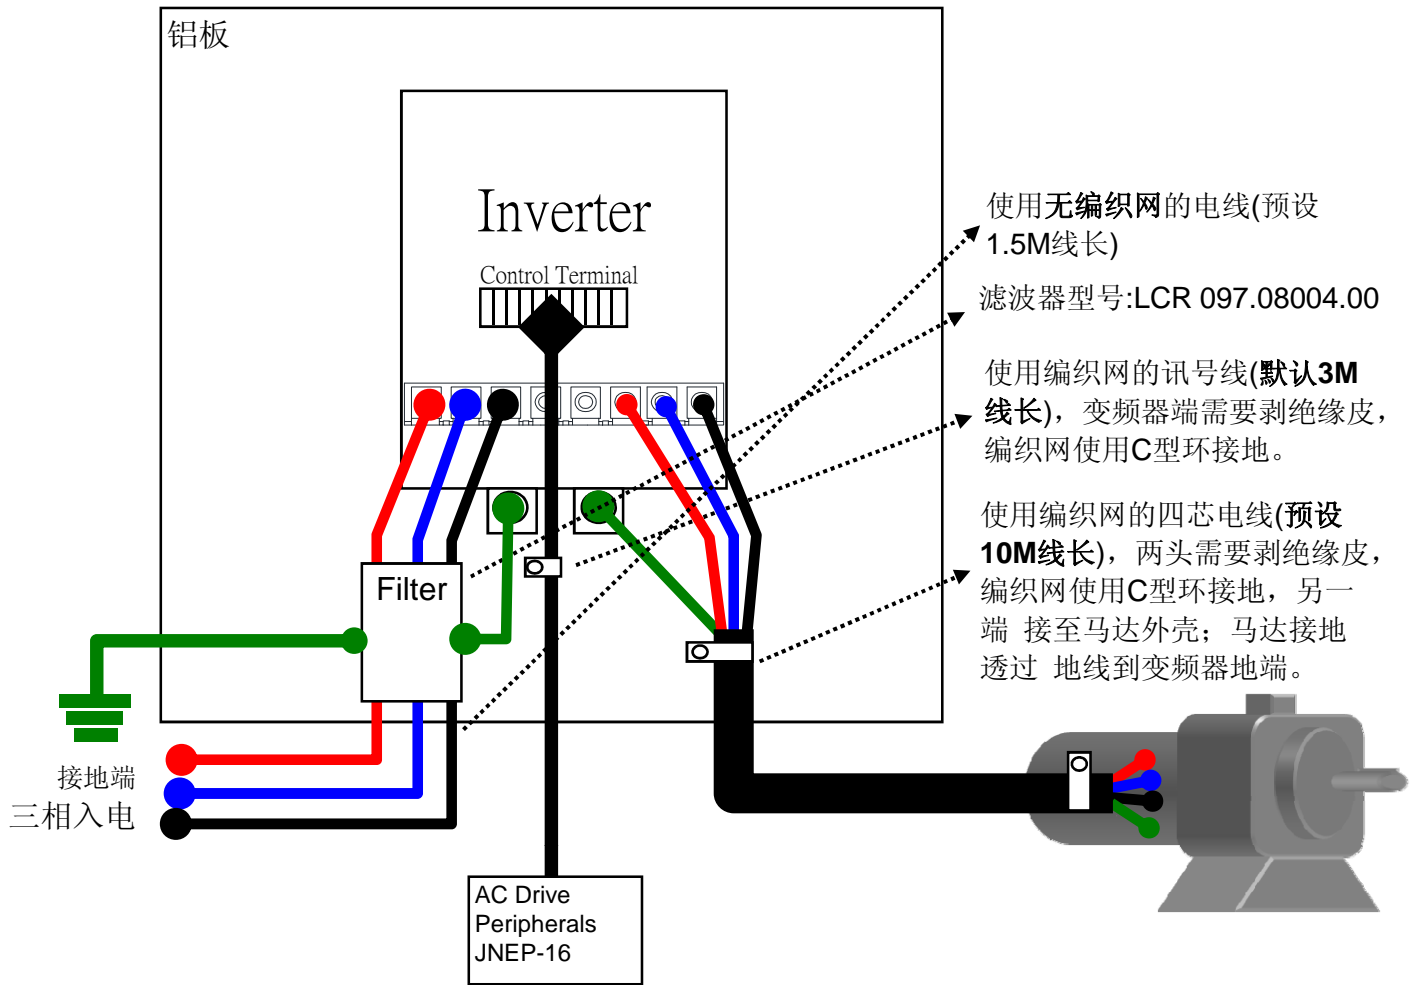 铝板
Inverter
Control Terminal
使用无编织网的电线(预设
1.5M线长)
滤波器型号:LCR 097.08004.00
使用编织网的讯号线(默认3M
线长)，变频器端需要剥绝缘皮，
编织网使用C型环接地。
使用编织网的四芯电线(预设
10M线长)，两头需要剥绝缘皮，
编织网使用C型环接地，另一
端 接至马达外壳；马达接地
透过 地线到变频器地端。
Filter
接地端
三相入电
AC Drive
Peripherals
JNEP-16